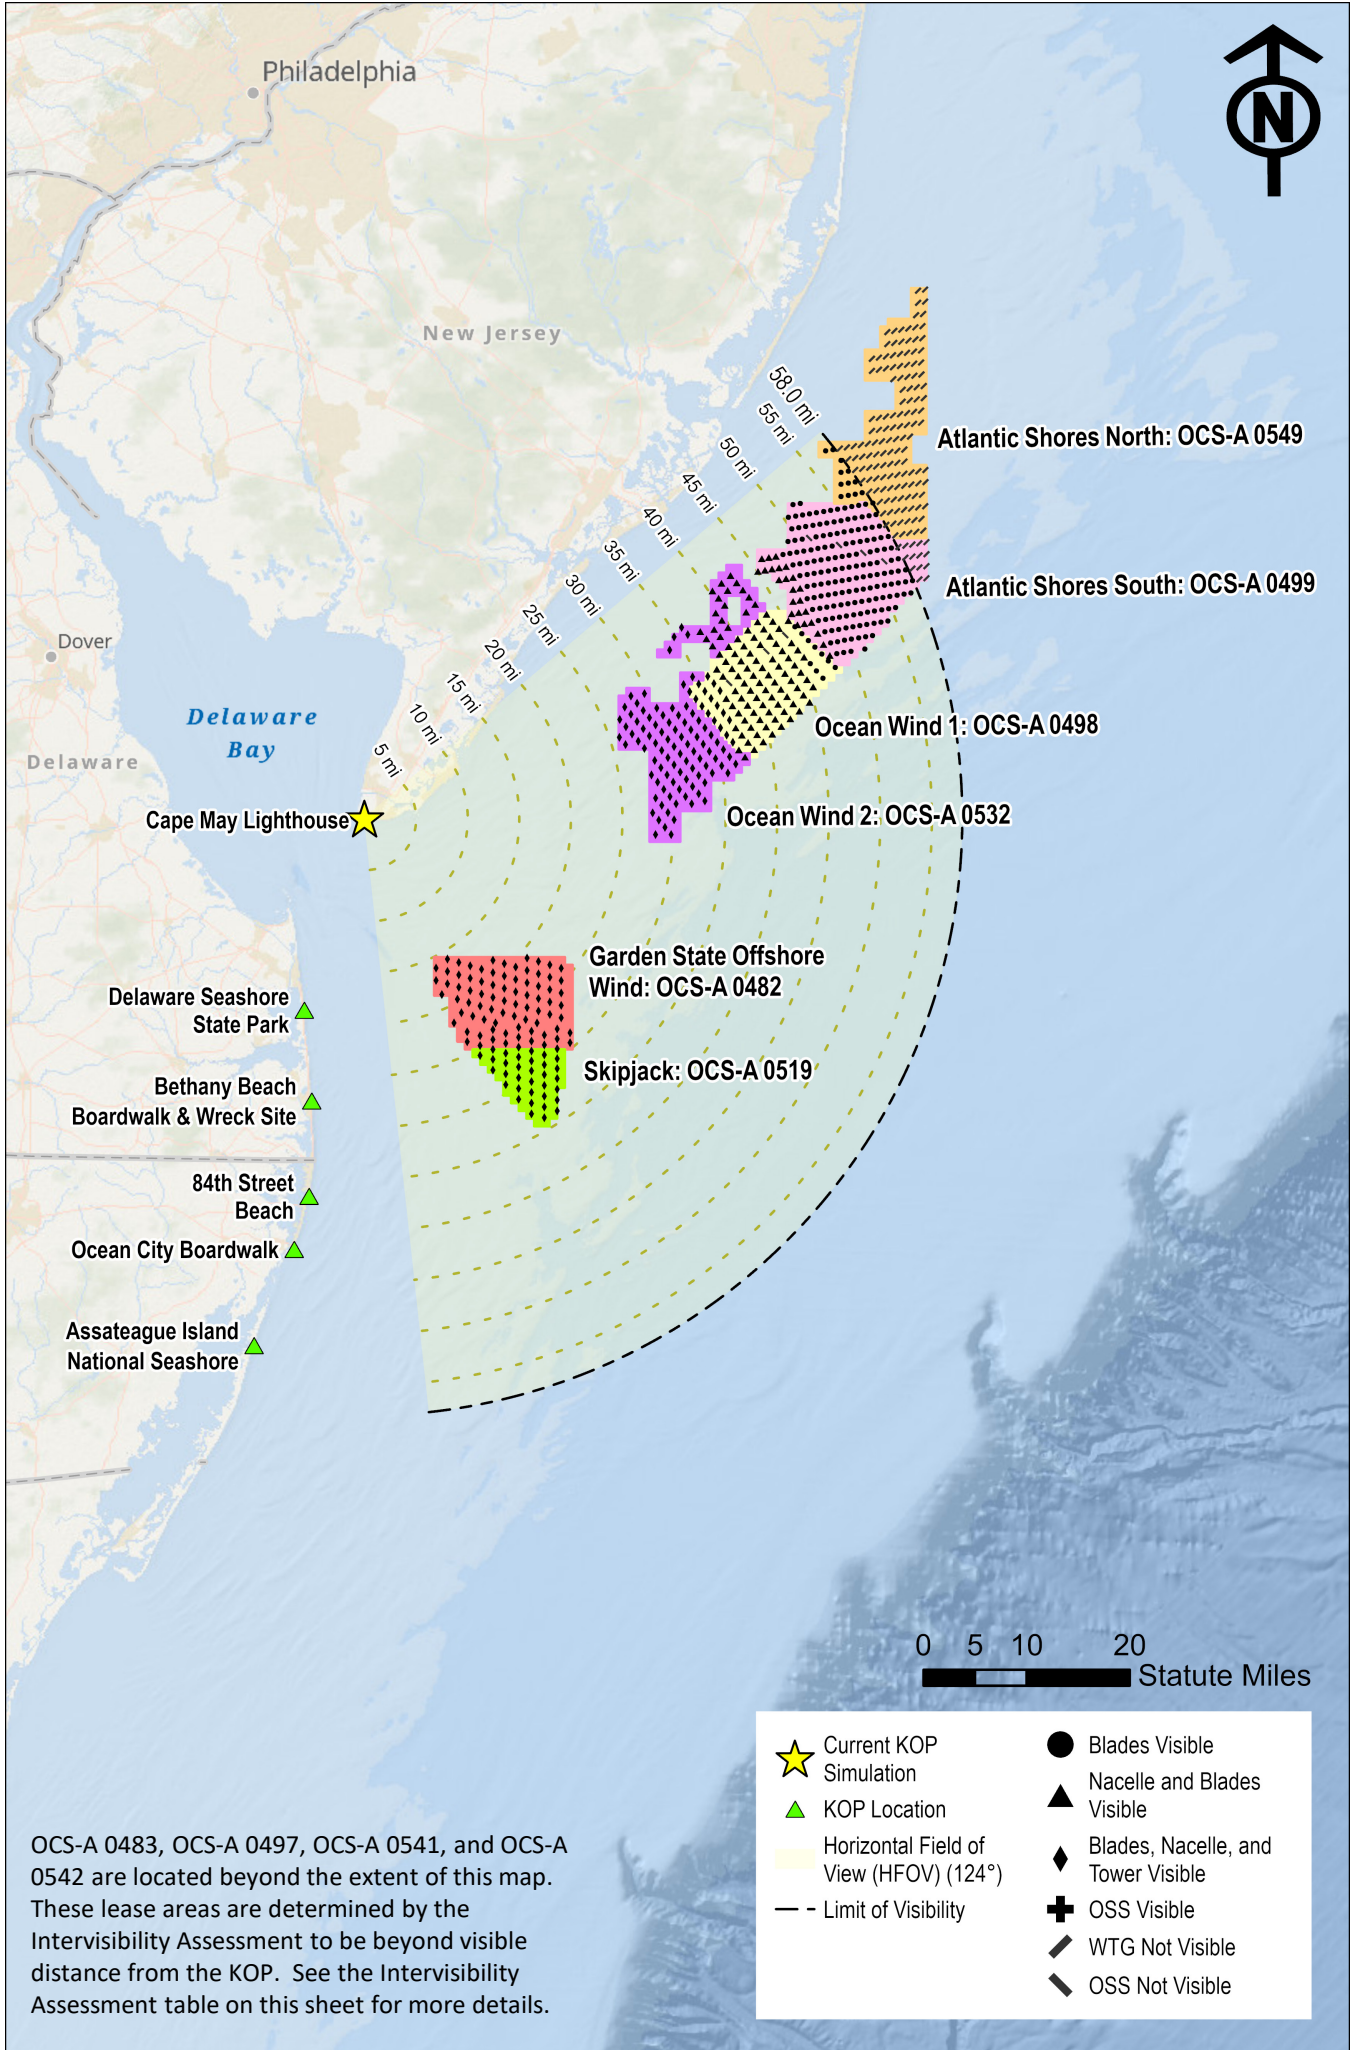 Philadelphia
N
New Jersey
58.0 mi
55 mi
50 mi
45 mi
40 mi
35 mi
30 mi
25 mi
20 mi
15 mi
10 mi
5 mi
Atlantic Shores North: OCS-A 0549
Atlantic Shores South: OCS-A 0499
Dover
Delaware
Bay
Delaware
Ocean Wind 1: OCS-A 0498
Ocean Wind 2: OCS-A 0532
Cape May Lighthouse
Garden State Offshore
Wind: OCS-A 0482
Delaware Seashore
State Park
Skipjack: OCS-A 0519
Bethany Beach
Boardwalk & Wreck Site
84th Street
Beach
Ocean City Boardwalk
Assateague Island
National Seashore
0 5 10 20
Statute Miles
Current KOP
Simulation
KOP Location
Horizontal Field of
View (HFOV) (124°)
Limit of Visibility
Blades Visible
Nacelle and Blades
Visible
Blades, Nacelle, and
Tower Visible
OSS Visible
WTG Not Visible
OSS Not Visible
OCS-A 0483, OCS-A 0497, OCS-A 0541, and OCS-A
0542 are located beyond the extent of this map.
These lease areas are determined by the
Intervisibility Assessment to be beyond visible
distance from the KOP. See the Intervisibility
Assessment table on this sheet for more details.